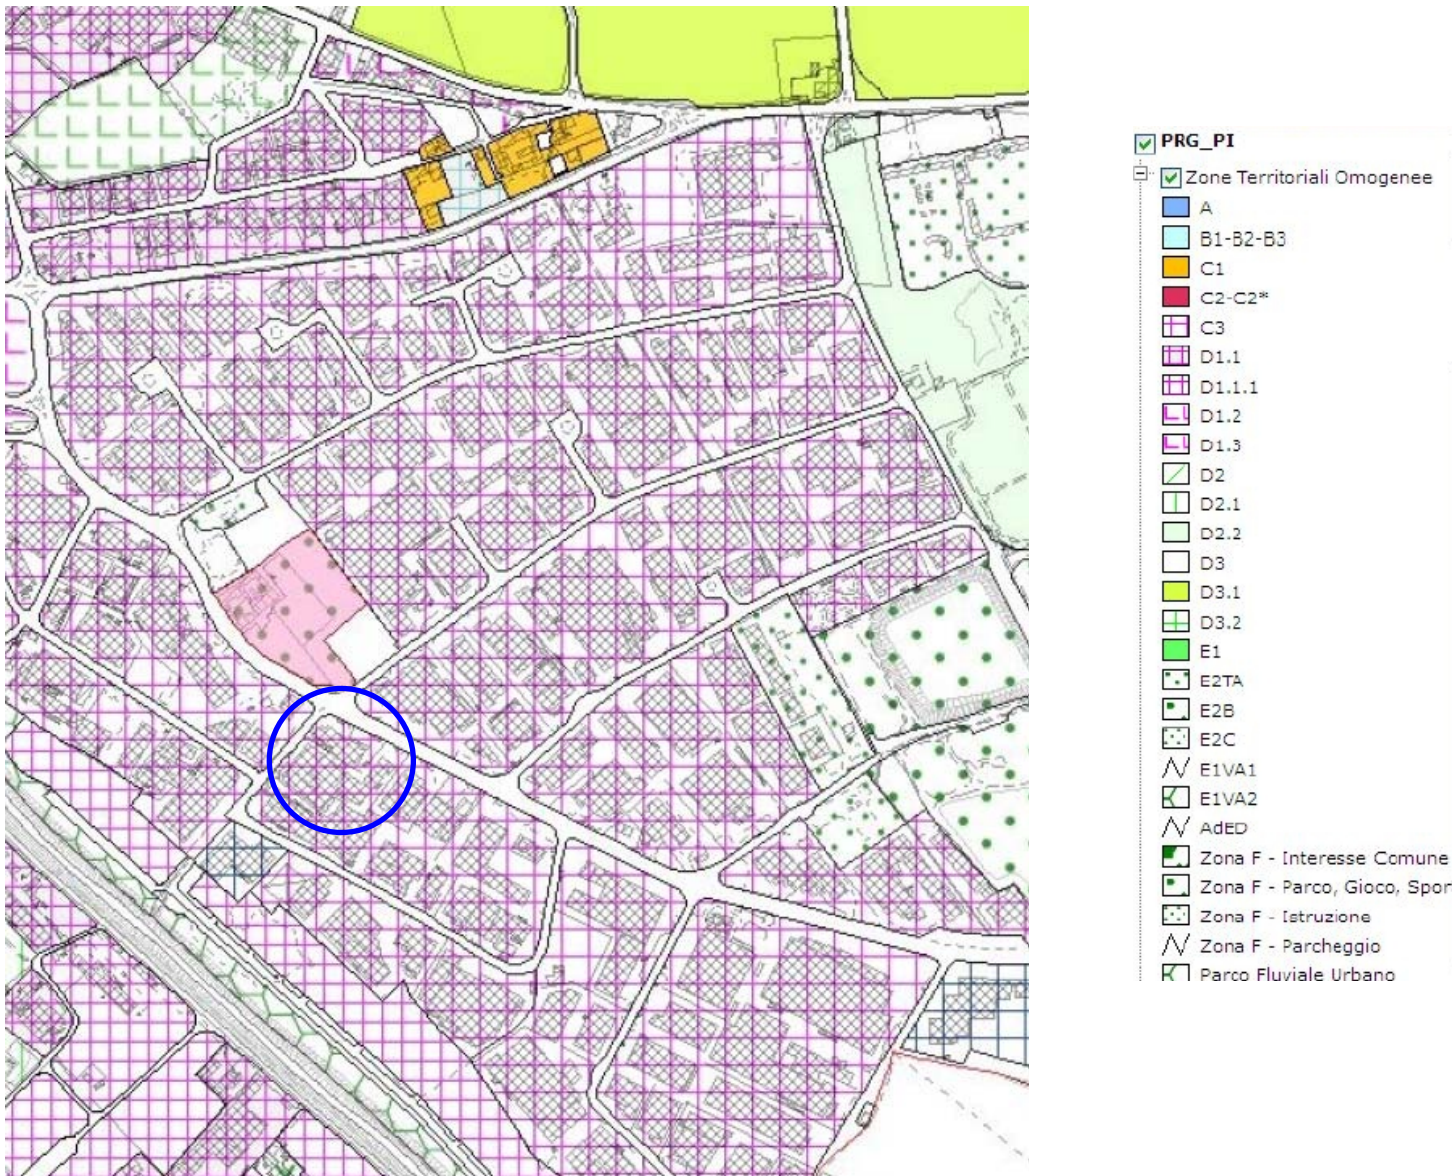 PRG_PI
Zone Territoriali Omogenee
A
B1-B2-B3
C1
C2-C2*
C3
D1.1
D1.1.1
D1.2
D1.3
D2
D2.1
D2.2
D3
D3.1
D3.2
E1
E2TA
E2B
E2C
E1VA1
E1VA2
AdED
Zona F - Interesse Comune
Zona F - Parco, Gioco, Spor
Zona F - Istruzione
Zona F - Parcheggio
Parco Fluviale Urbano